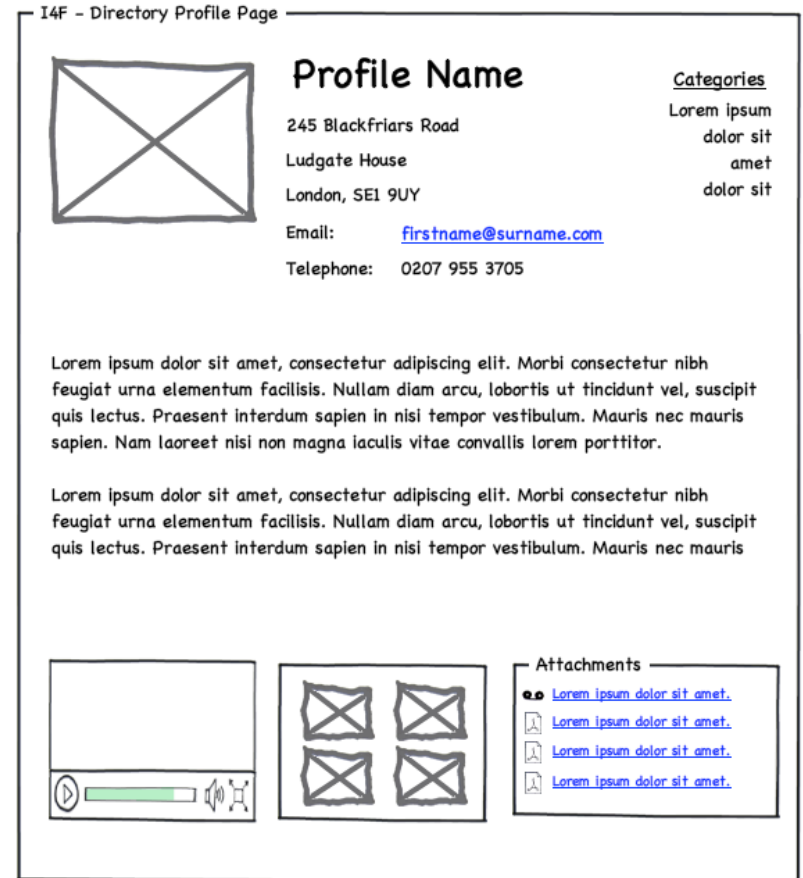 I4F - Directory Profile Page
Profile Name
245 Blackfriars Road
Ludgate House
London, SE1 9UY
Email: firstname@surname.com
Telephone: 0207 955 3705
Categories
Lorem ipsum
dolor sit
amet
dolor sit
Lorem ipsum dolor sit amet, consectetur adipiscing elit. Morbi consectetur nibh
feugiat urna elementum facilisis. Nullam diam arcu, lobortis ut tincidunt vel, suscipit
quis lectus. Praesent interdum sapien in nisi tempor vestibulum. Mauris nec mauris
sapien. Nam laoreet nisi non magna iaculis vitae convallis lorem porttitor.
Lorem ipsum dolor sit amet, consectetur adipiscing elit. Morbi consectetur nibh
feugiat urna elementum facilisis. Nullam diam arcu, lobortis ut tincidunt vel, suscipit
quis lectus. Praesent interdum sapien in nisi tempor vestibulum. Mauris nec mauris
Attachments
Lorem ipsum dolor sit amet.
Lorem ipsum dolor sit amet.
Lorem ipsum dolor sit amet.
Lorem ipsum dolor sit amet.